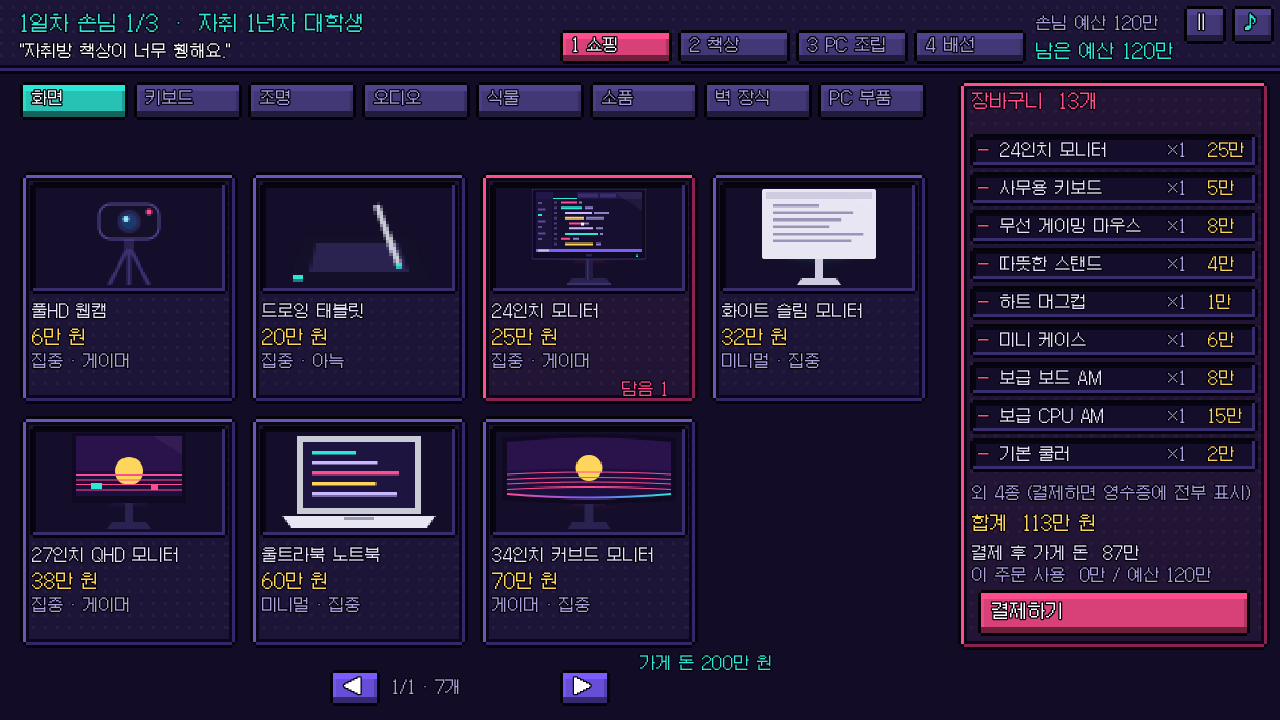 1일차 손님 1/3 · 자취 1년차 대학생
"자취방 책상이 너무 휑해요."
1 쇼핑
2 책상
3 PC 조립
4 배선
손님 예산 120만
남은 예산 120만
화면
키보드
조명
오디오
식물
소품
벽 장식
PC 부품
풀HD 웹캠
6만 원
집중 · 게이머
드로잉 태블릿
20만 원
집중 · 아늑
24인치 모니터
25만 원
집중 · 게이머
담음 1
화이트 슬림 모니터
32만 원
미니멀 · 집중
27인치 QHD 모니터
38만 원
집중 · 게이머
울트라북 노트북
60만 원
미니멀 · 집중
34인치 커브드 모니터
70만 원
게이머 · 집중
가게 돈 200만 원
1/1 · 7개
장바구니 13개
− 24인치 모니터 ×1 25만
− 사무용 키보드 ×1 5만
− 무선 게이밍 마우스 ×1 8만
− 따뜻한 스탠드 ×1 4만
− 하트 머그컵 ×1 1만
− 미니 케이스 ×1 6만
− 보급 보드 AM ×1 8만
− 보급 CPU AM ×1 15만
− 기본 쿨러 ×1 2만
외 4종 (결제하면 영수증에 전부 표시)
합계 113만 원
결제 후 가게 돈 87만
이 주문 사용 0만 / 예산 120만
결제하기